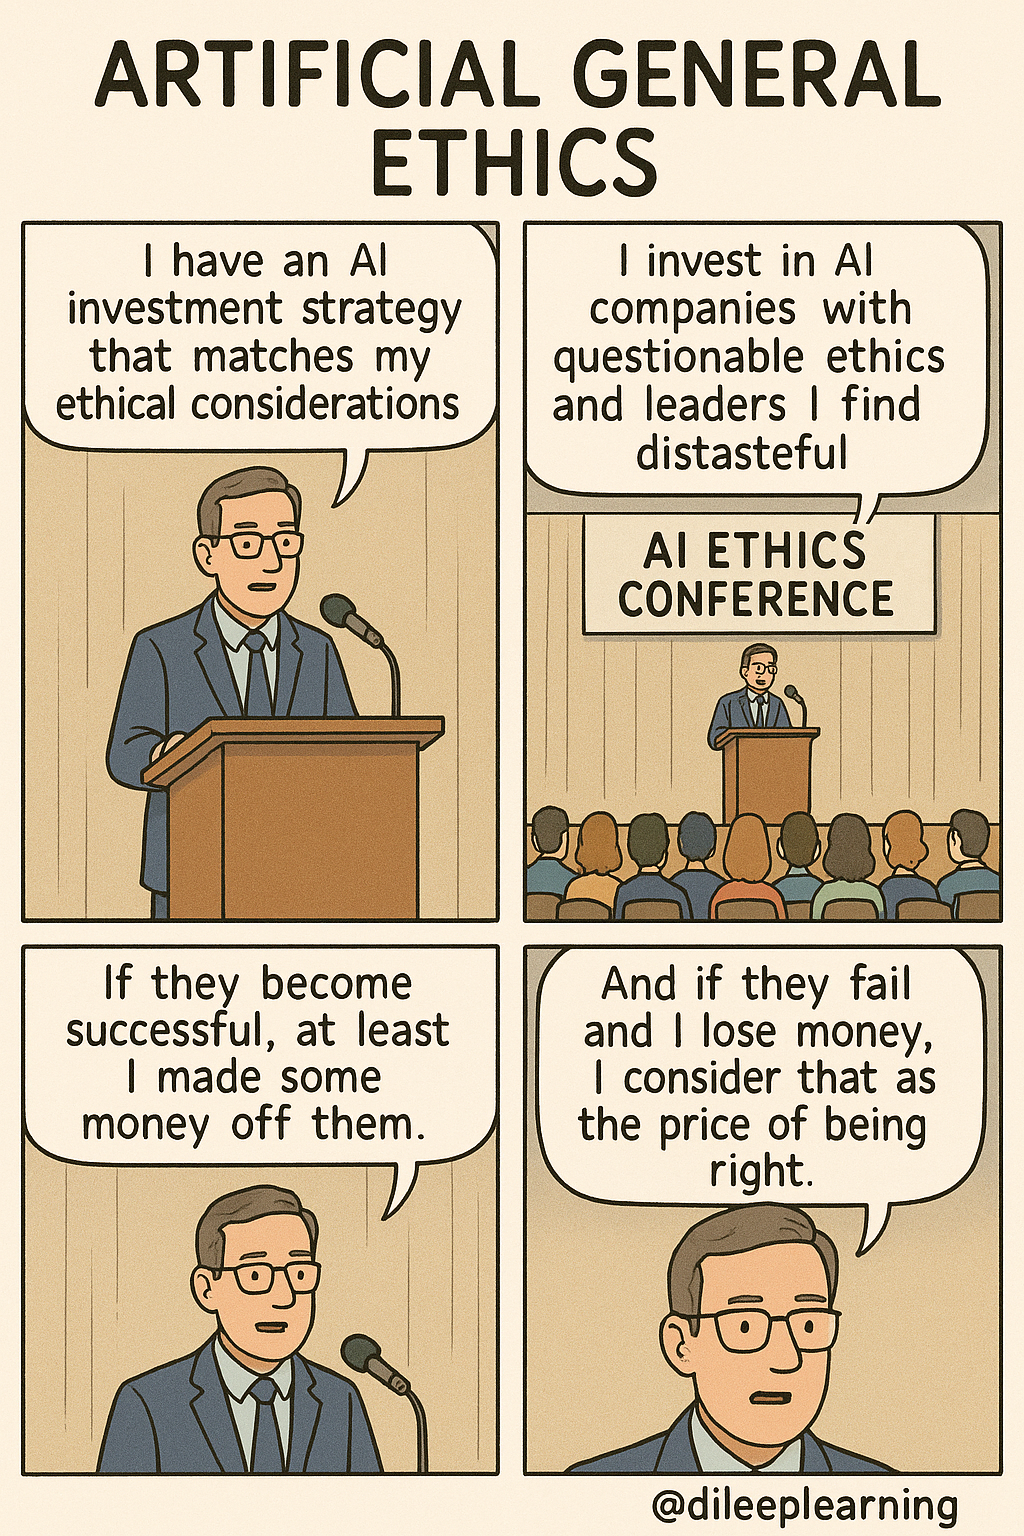 ARTIFICIAL GENERAL
ETHICS
I have an AI
investment strategy
that matches my
ethical considerations
I invest in AI
companies with
questionable ethics
and leaders I find
distasteful
AI ETHICS
CONFERENCE
If they become
successful, at least
I made some
money off them.
And if they fail
and I lose money,
I consider that as
the price of being
right.
@dileeplearning